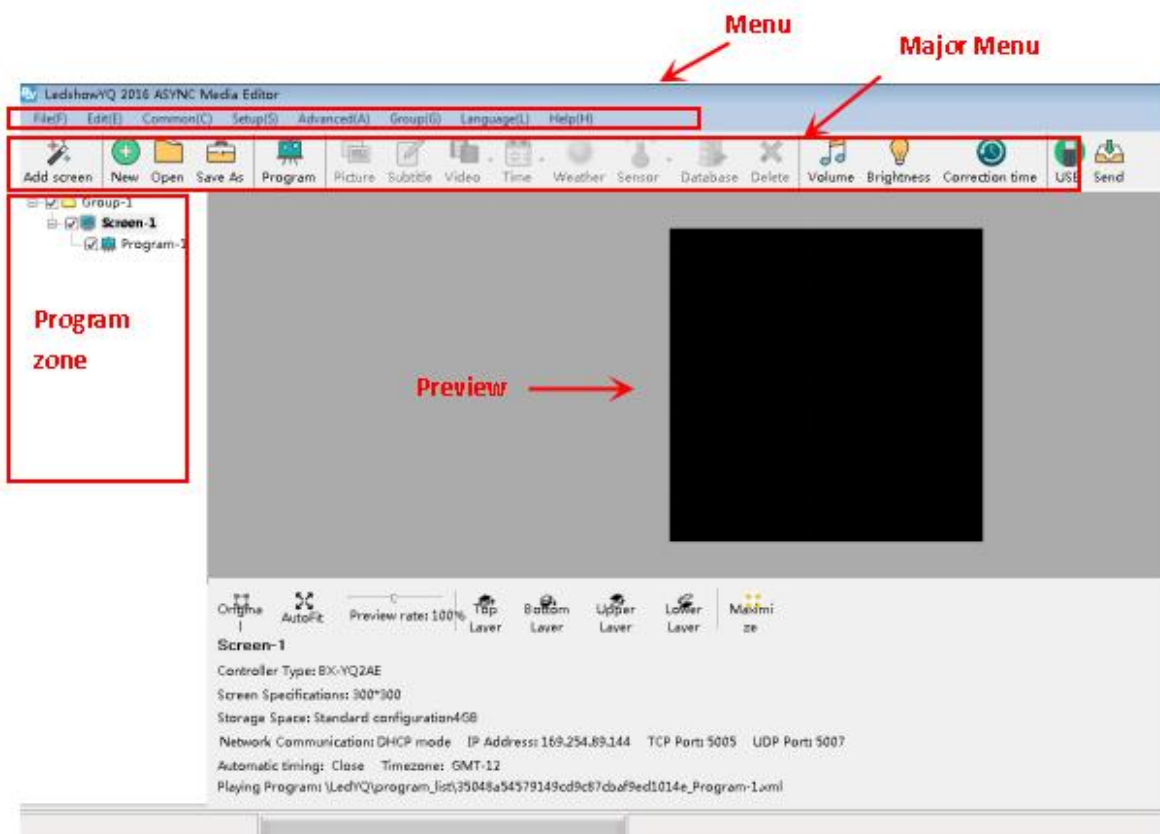 Menu
Major Menu
LedshowYQ 2016 ASYNC Media Editor
File(F) Edit(E) Common(C) Setup(S) Advanced(A) Group(G) Language(L) Help(H)
Add screen New Open Save As Program Picture Subtitle Video Time Weather Sensor Database Delete Volume Brightness Correction time USB Send
Group-1
Screen-1
Program-1
Program
zone
Preview
Origina
l
AutoFit
Preview rate: 100%
Top
Layer
Bottom
Layer
Upper
Layer
Lower
Layer
Maximi
ze
Screen-1
Controller Type: BX-YQ2AE
Screen Specifications: 300*300
Storage Space: Standard configuration4GB
Network Communication: DHCP mode IP Address: 169.254.89.144 TCP Port: 5005 UDP Port: 5007
Automatic timing: Close Timezone: GMT-12
Playing Program: \LedYQ\program_list\35048a54579149cd9c87cbaf9ed1014e_Program-1.xml